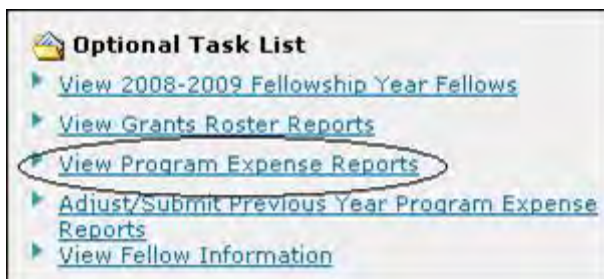 Optional Task List
View 2008-2009 Fellowship Year Fellows
View Grants Roster Reports
View Program Expense Reports
Adjust/Submit Previous Year Program Expense
Reports
View Fellow Information